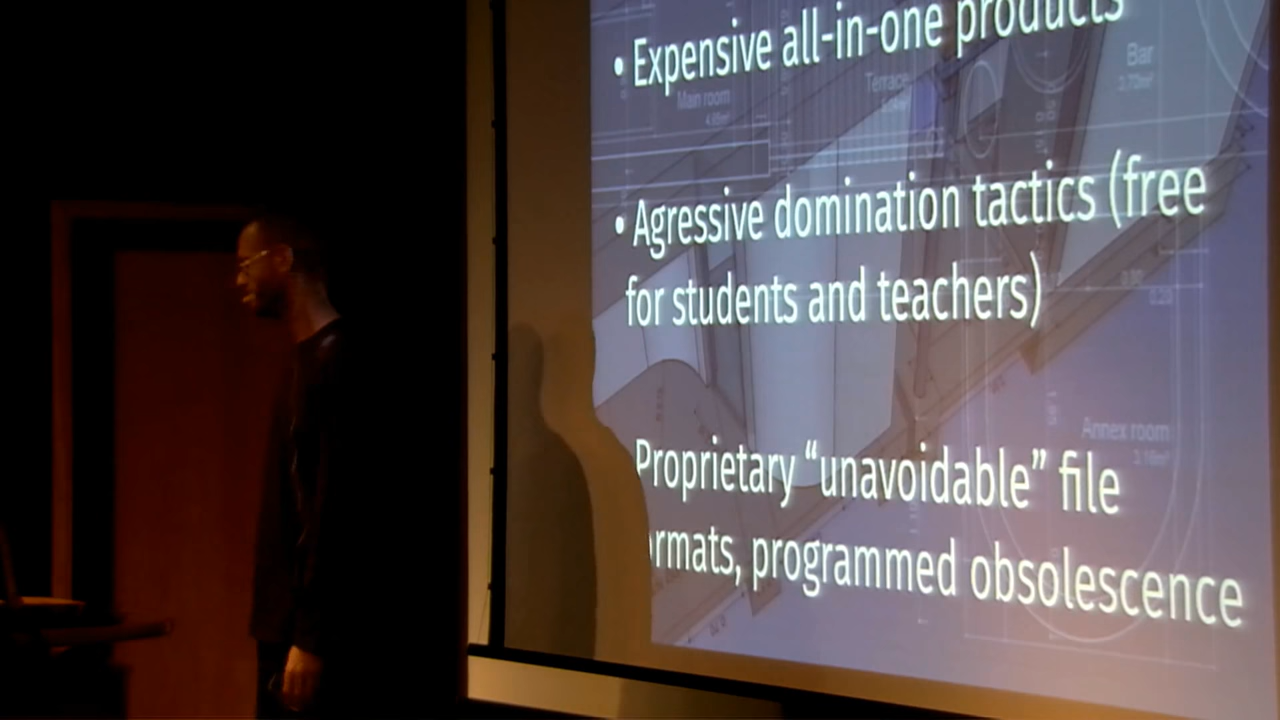 • Expensive all-in-one products
Main room
Terrace
Bar
• Agressive domination tactics (free
for students and teachers)
Annex room
Proprietary “unavoidable” file
rmats, programmed obsolescence